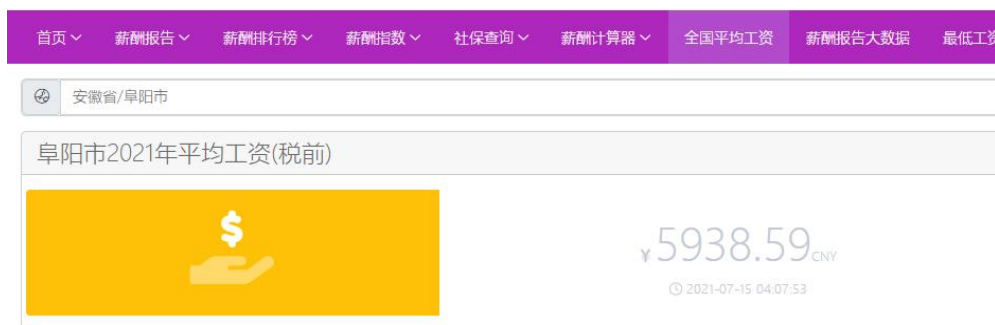 首页 薪酬报告 薪酬排行榜 薪酬指数 社保查询 薪酬计算器 全国平均工资 薪酬报告大数据 最低工资
安徽省/阜阳市
阜阳市2021年平均工资(税前)
$
¥5938.59CNY
2021-07-15 04:07:53